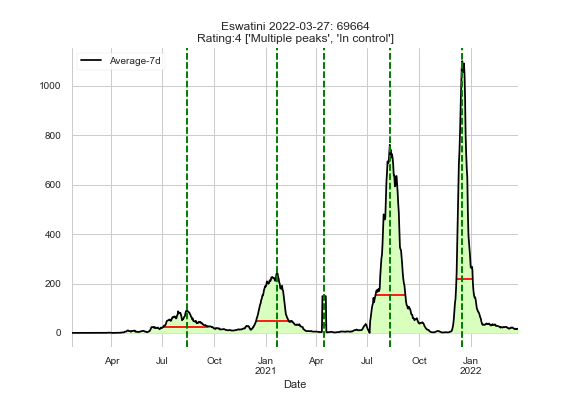 Eswatini 2022-03-27: 69664
Rating:4 ['Multiple peaks', 'In control']
Average-7d
1000
800
600
400
200
0
Apr Jul Oct Jan Apr Jul Oct Jan
2021 2022
Date